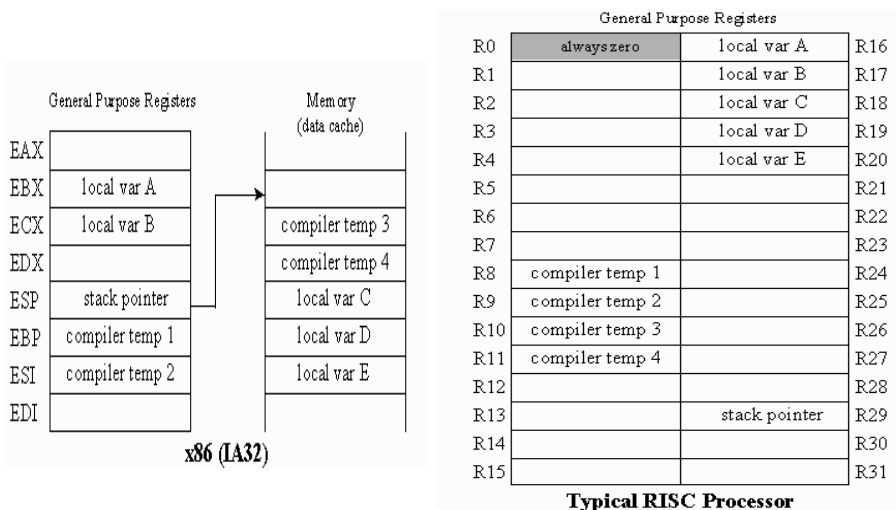 General Purpose Registers
Memory
(data cache)
EAX
EBX local var A
ECX local var B compiler temp 3
EDX compiler temp 4
ESP stack pointer local var C
EBP compiler temp 1 local var D
ESI compiler temp 2 local var E
EDI
x86 (IA32)
General Purpose Registers
R0 always zero local var A R16
R1 local var B R17
R2 local var C R18
R3 local var D R19
R4 local var E R20
R5 R21
R6 R22
R7 R23
R8 compiler temp 1 R24
R9 compiler temp 2 R25
R10 compiler temp 3 R26
R11 compiler temp 4 R27
R12 R28
R13 stack pointer R29
R14 R30
R15 R31
Typical RISC Processor